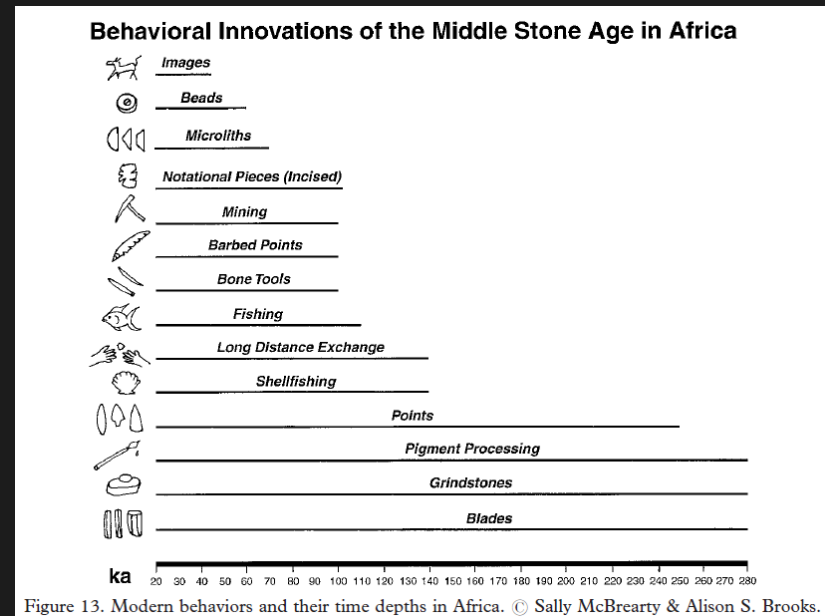 Behavioral Innovations of the Middle Stone Age in Africa
Images
Beads
Microliths
Notational Pieces (Incised)
Mining
Barbed Points
Bone Tools
Fishing
Long Distance Exchange
Shellfishing
Points
Pigment Processing
Grindstones
Blades
ka 20 30 40 50 60 70 80 90 100 110 120 130 140 150 160 170 180 190 200 210 220 230 240 250 260 270 280
Figure 13. Modern behaviors and their time depths in Africa. © Sally McBrearty & Alison S. Brooks.